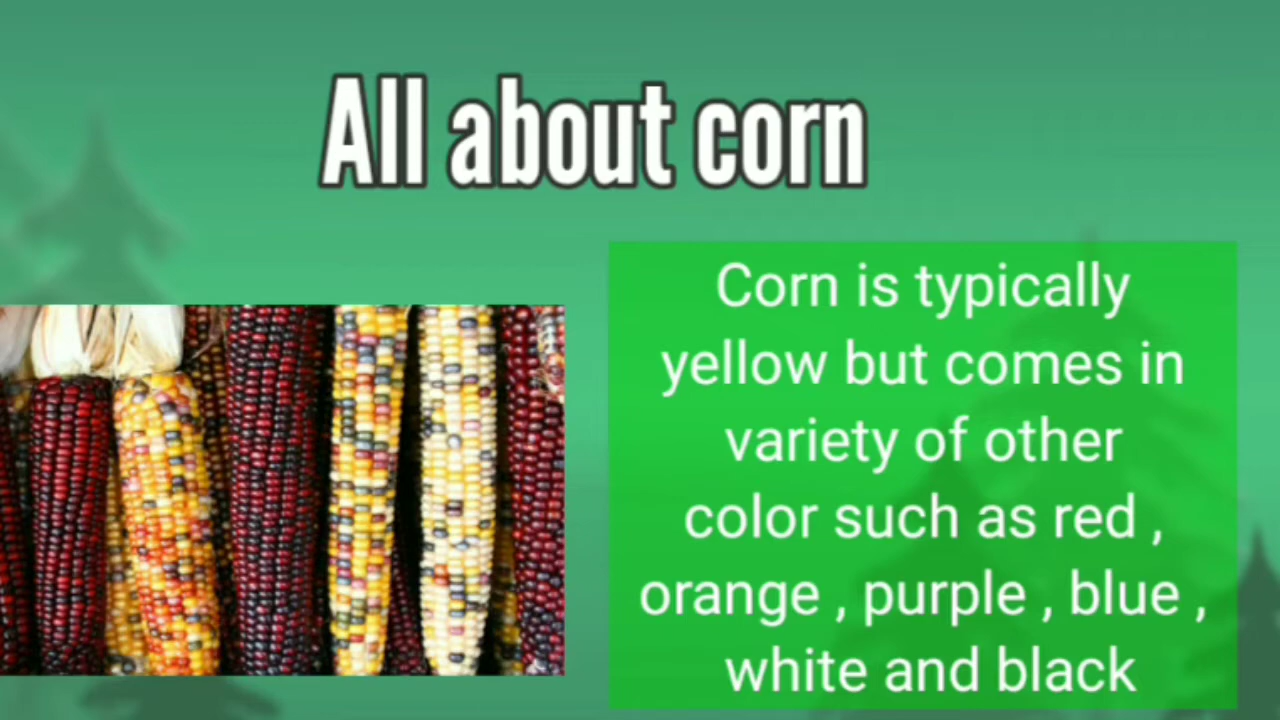 All about corn
Corn is typically
yellow but comes in
variety of other
color such as red ,
orange , purple , blue ,
white and black